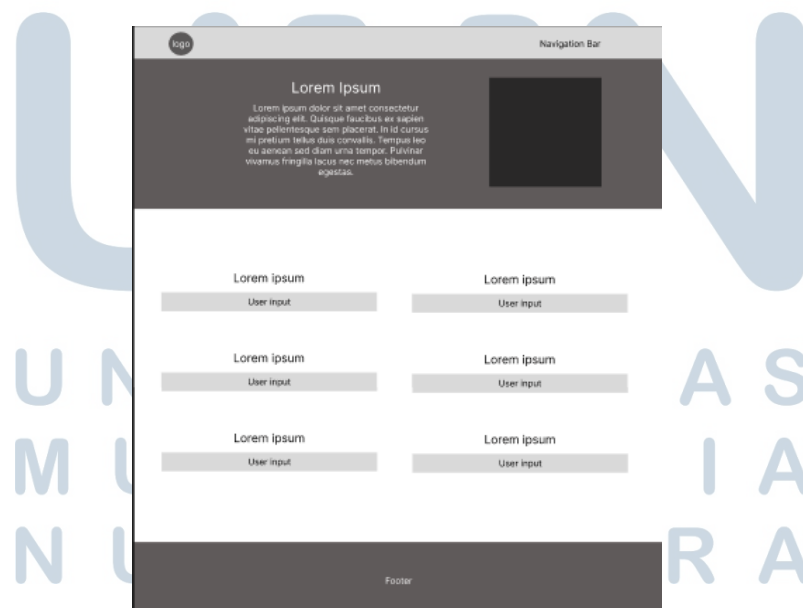 logo
Navigation Bar
Lorem Ipsum
Lorem ipsum dolor sit amet consectetur
adipiscing elit. Quisque faucibus ex sapien
vitae pellentesque sem placerat. In id cursus
mi pretium tellus duis convallis. Tempus leo
eu aenean sed diam urna tempor. Pulvinar
vivamus fringilla lacus nec metus bibendum
egestas.
Lorem ipsum
User input
Lorem ipsum
User input
Lorem ipsum
User input
Lorem ipsum
User input
Lorem ipsum
User input
Lorem ipsum
User input
Footer